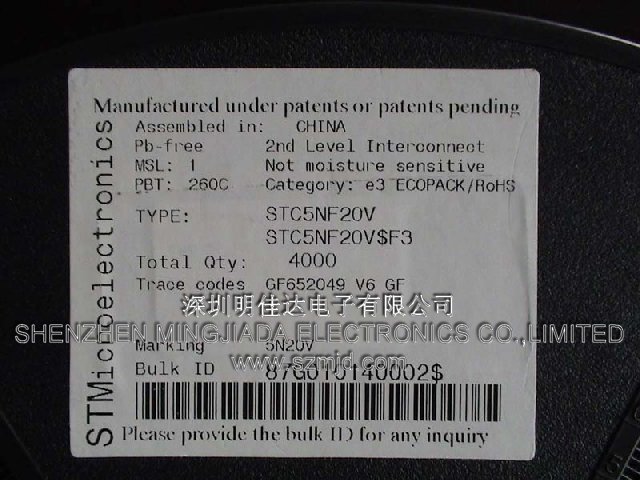 Manufactured under patents or patents pending
Assembled in: CHINA
Pb-free 2nd Level Interconnect
MSL: 1 Not moisture sensitive
PBT: 260C Category: e3 ECOPACK/RoHS
TYPE: STC5NF20V
STC5NF20V$F3
Total Qty: 4000
Trace codes GF652049 V6 GF
深圳明佳达电子有限公司
SHENZHEN MINGJIADA ELECTRONICS CO.,LIMITED
Marking 5N20V
www.szmjd.com
Bulk ID 87G010140002$
Please provide the bulk ID for any inquiry
STMicroelectronics